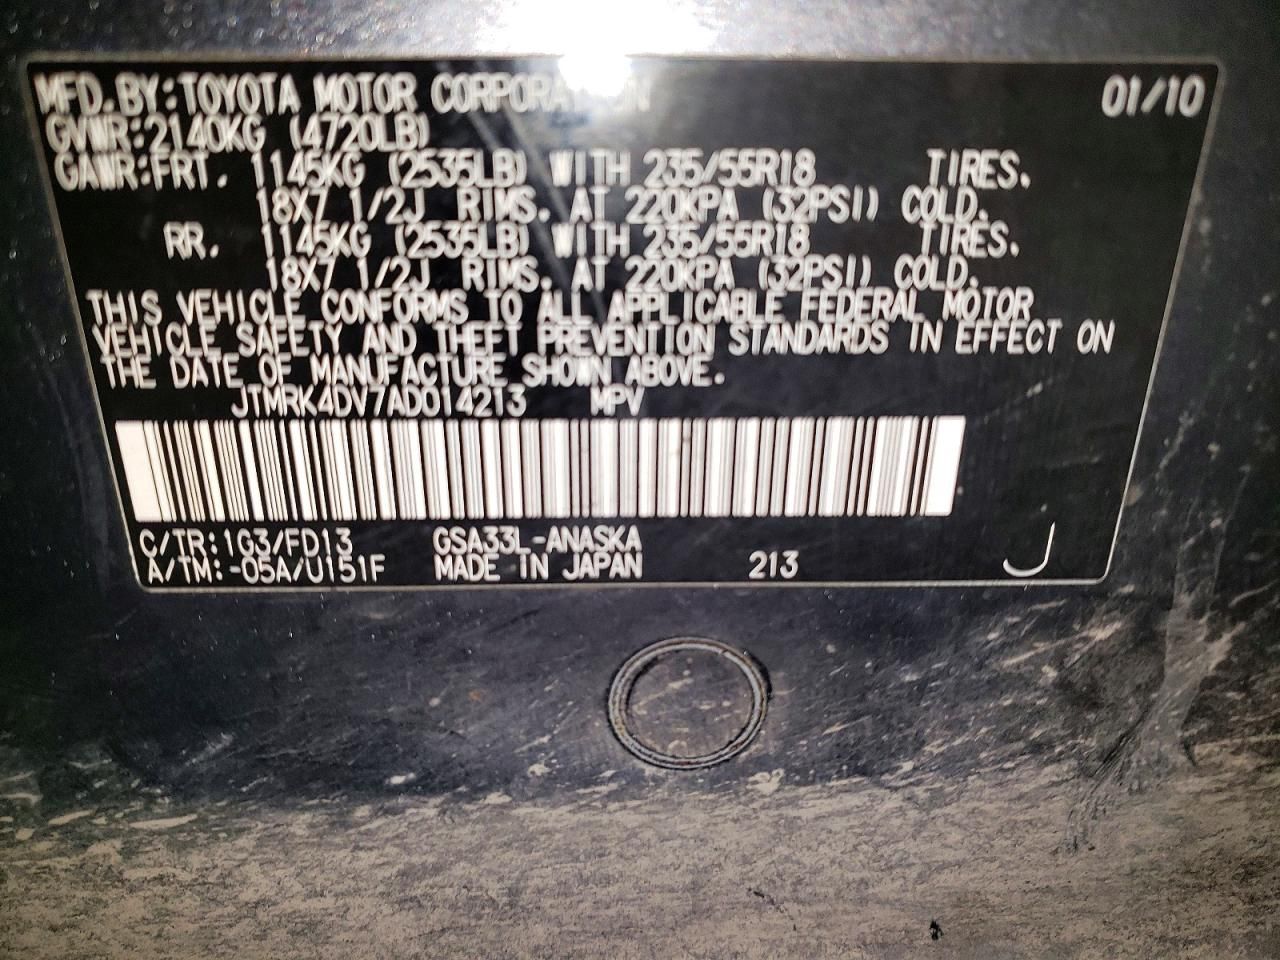 MFD.BY:TOYOTA MOTOR CORPORATION 01/10
GVWR:2140KG (4720LB)
GAWR:FRT. 1145KG (2535LB) WITH 235/55R18 TIRES.
18X7 1/2J RIMS. AT 220KPA (32PSI) COLD.
RR. 1145KG (2535LB) WITH 235/55R18 TIRES.
18X7 1/2J RIMS. AT 220KPA (32PSI) COLD.
THIS VEHICLE CONFORMS TO ALL APPLICABLE FEDERAL MOTOR
VEHICLE SAFETY AND THEFT PREVENTION STANDARDS IN EFFECT ON
THE DATE OF MANUFACTURE SHOWN ABOVE.
JTMRK4DV7AD014213 MPV
C/TR:1G3/FD13 GSA33L-ANASKA
A/TM:-05A/U151F MADE IN JAPAN 213 J